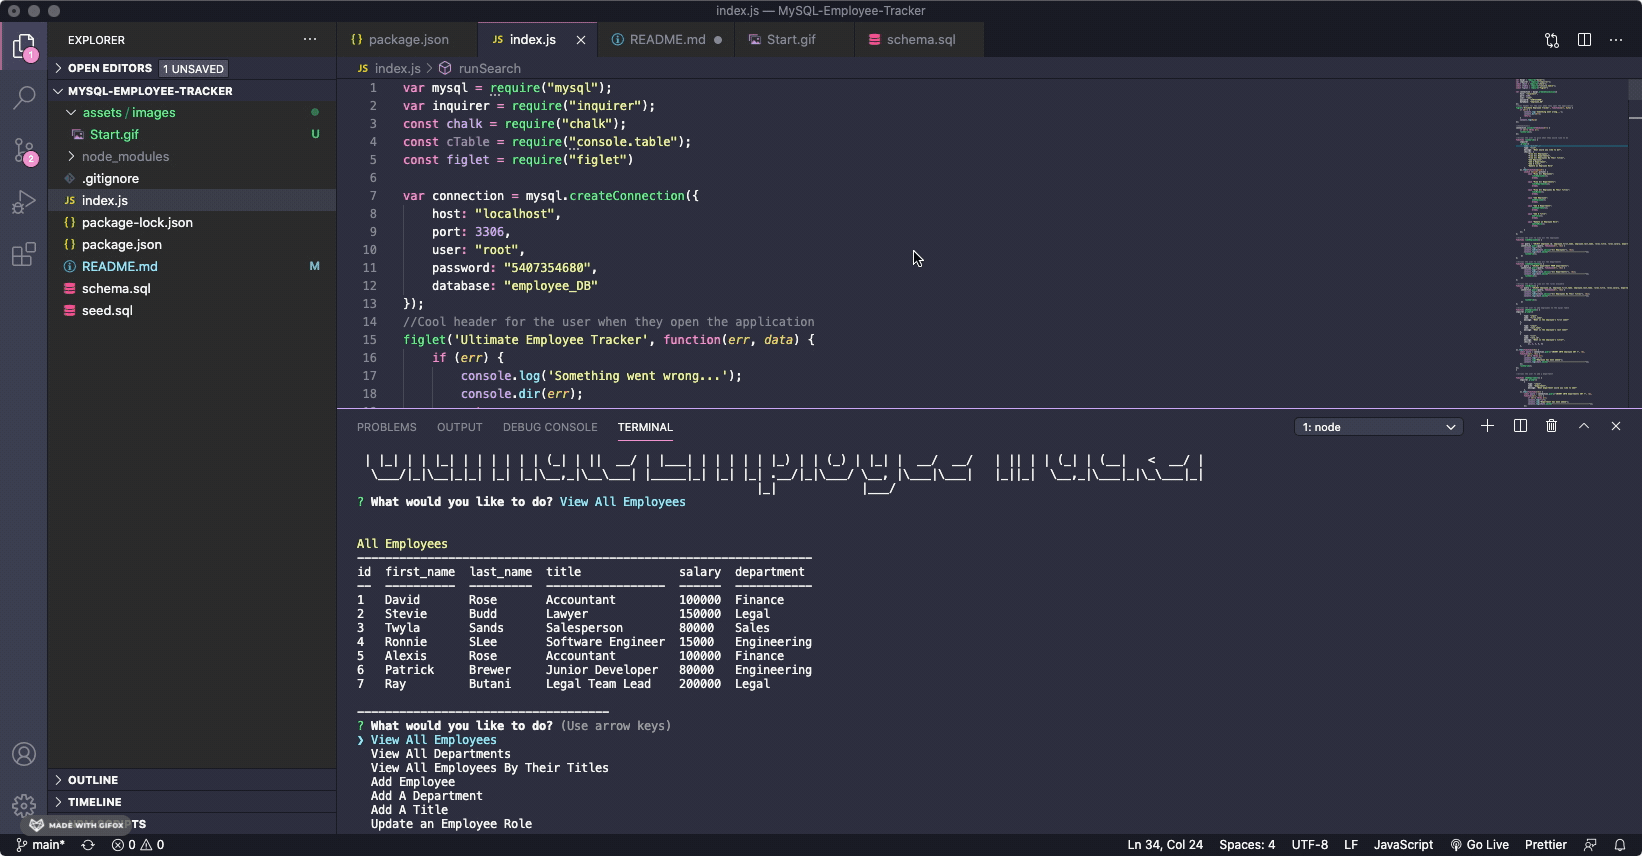 index.js — MySQL-Employee-Tracker
EXPLORER
OPEN EDITORS 1 UNSAVED
MYSQL-EMPLOYEE-TRACKER
assets / images
Start.gif U
node_modules
.gitignore
index.js
package-lock.json
package.json
README.md M
schema.sql
seed.sql
OUTLINE
TIMELINE
MADE WITH GIFOX
1
2
package.json
JS index.js
README.md
Start.gif
schema.sql
JS index.js > runSearch
1 var mysql = require("mysql");
2 var inquirer = require("inquirer");
3 const chalk = require("chalk");
4 const cTable = require("console.table");
5 const figlet = require("figlet")
6
7 var connection = mysql.createConnection({
8 host: "localhost",
9 port: 3306,
10 user: "root",
11 password: "5407354680",
12 database: "employee_DB"
13 });
14 //Cool header for the user when they open the application
15 figlet('Ultimate Employee Tracker', function(err, data) {
16 if (err) {
17 console.log('Something went wrong...');
18 console.dir(err);
PROBLEMS OUTPUT DEBUG CONSOLE TERMINAL 1: node
? What would you like to do? View All Employees
All Employees
id first_name last_name title salary department
1 David Rose Accountant 100000 Finance
2 Stevie Budd Lawyer 150000 Legal
3 Twyla Sands Salesperson 80000 Sales
4 Ronnie SLee Software Engineer 15000 Engineering
5 Alexis Rose Accountant 100000 Finance
6 Patrick Brewer Junior Developer 80000 Engineering
7 Ray Butani Legal Team Lead 200000 Legal
? What would you like to do? (Use arrow keys)
❯ View All Employees
View All Departments
View All Employees By Their Titles
Add Employee
Add A Department
Add A Title
Update an Employee Role
main* 0 0 Ln 34, Col 24 Spaces: 4 UTF-8 LF JavaScript Go Live Prettier